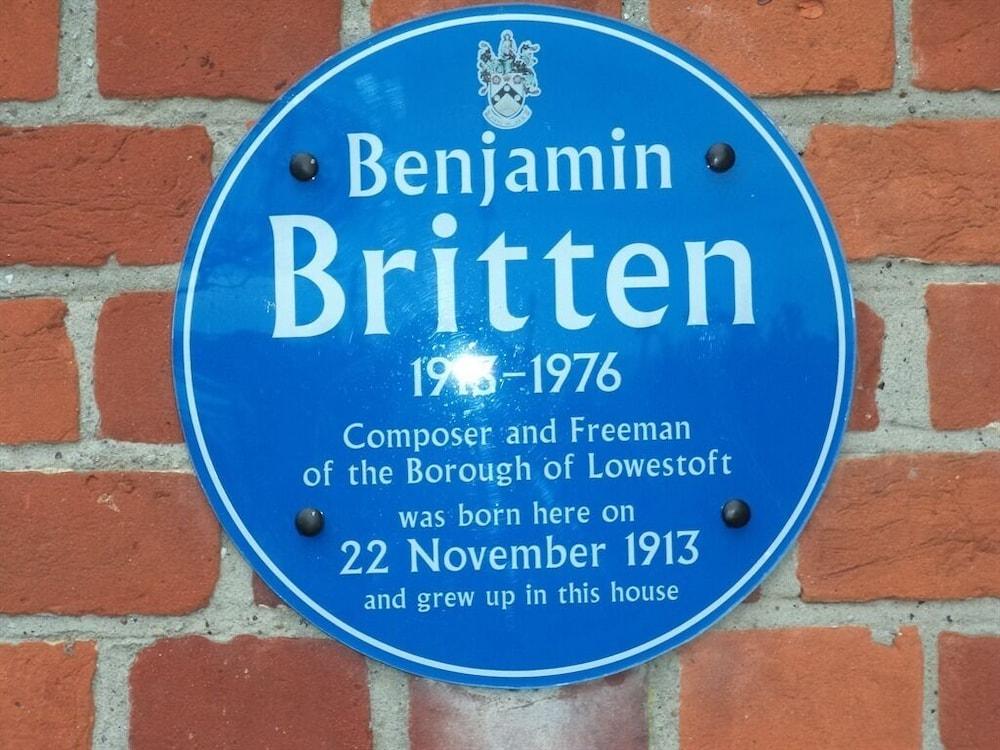 Benjamin
Britten
1913–1976
Composer and Freeman
of the Borough of Lowestoft
was born here on
22 November 1913
and grew up in this house